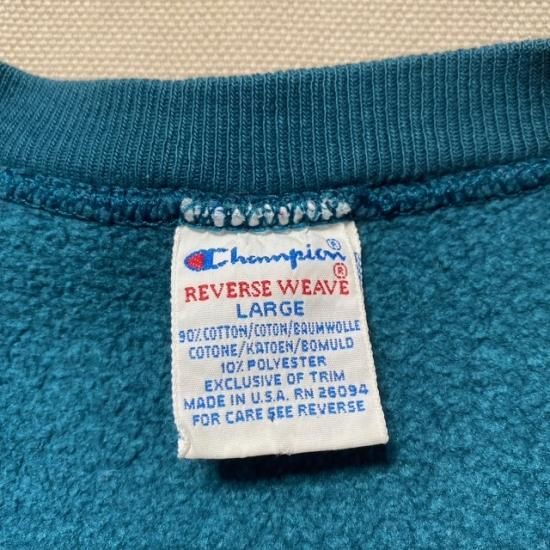 Champion®
REVERSE WEAVE®
LARGE
90% COTTON/COTON/BAUMWOLLE
COTONE/KATOEN/BOMULD
10% POLYESTER
EXCLUSIVE OF TRIM
MADE IN U.S.A. RN 26094
FOR CARE SEE REVERSE